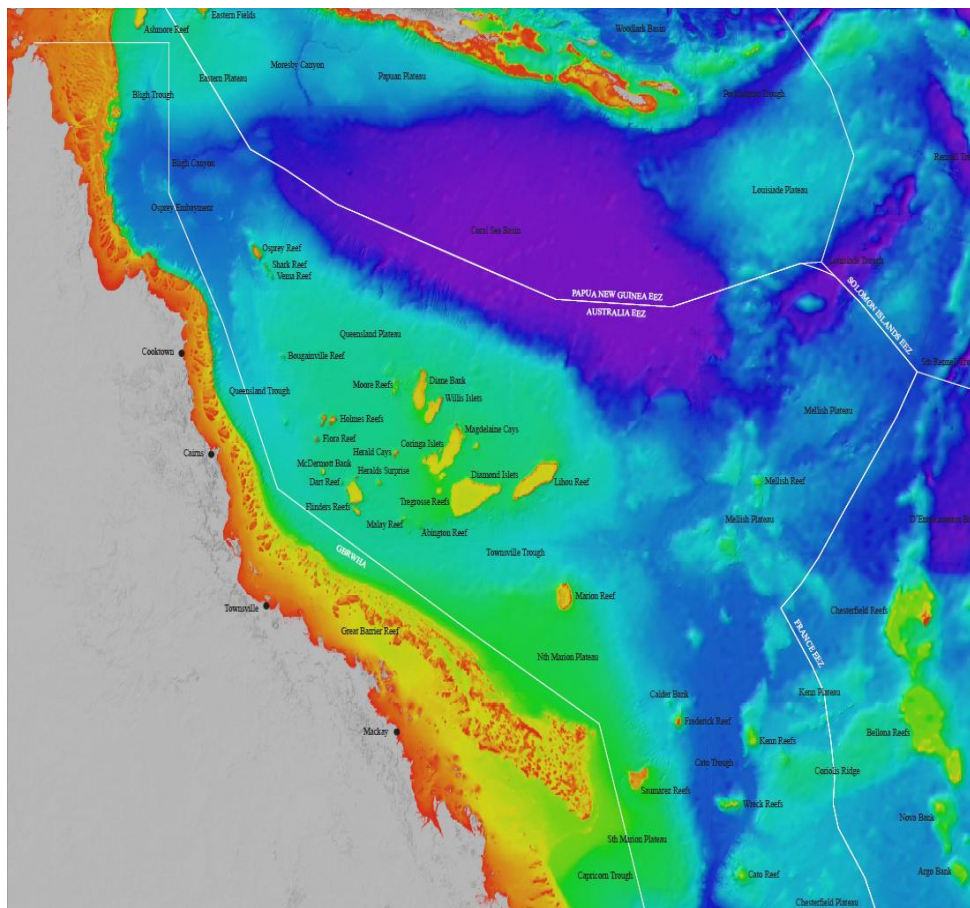 Eastern Fields
Ashmore Reef
Woodlark Basin
Moresby Canyon
Eastern Plateau
Papuan Plateau
Bligh Trough
Pocklington Trough
Bligh Canyon
Louisiade Plateau
Osprey Embayment
Coral Sea Basin
Osprey Reef
Shark Reef
Vema Reef
Louisiade Trough
PAPUA NEW GUINEA EEZ
AUSTRALIA EEZ
SOLOMON ISLANDS EEZ
Queensland Plateau
Cooktown
Bougainville Reef
Moore Reefs
Diane Bank
Queensland Trough
Willis Islets
Mellish Plateau
Holmes Reefs
Magdelaine Cays
Flora Reef
Coringa Islets
Cairns
Herald Cays
McDermott Bank
Heralds Surprise
Diamond Islets
Dart Reef
Lihou Reef
Mellish Reef
Tregrosse Reefs
Flinders Reefs
Malay Reef
Abington Reef
Mellish Plateau
Townsville Trough
GBRWHA
Marion Reef
Townsville
Chesterfield Reefs
Great Barrier Reef
FRANCE EEZ
Nth Marion Plateau
Calder Bank
Kenn Plateau
Frederick Reef
Mackay
Kenn Reefs
Bellona Reefs
Cato Trough
Coriolis Ridge
Saumarez Reefs
Wreck Reefs
Nova Bank
Sth Marion Plateau
Capricorn Trough
Cato Reef
Argo Bank
Chesterfield Plateau